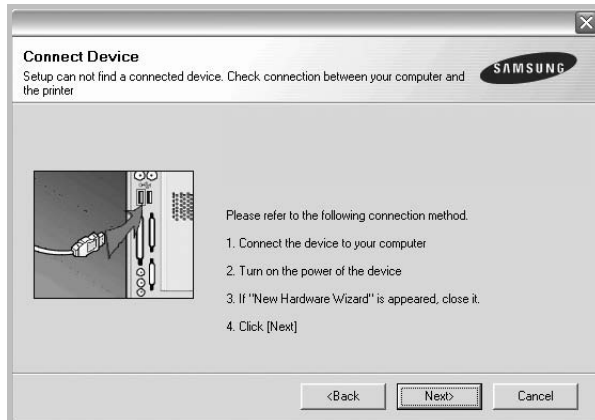 Connect Device
Setup can not find a connected device. Check connection between your computer and
the printer
SAMSUNG
Please refer to the following connection method.
1. Connect the device to your computer
2. Turn on the power of the device
3. If "New Hardware Wizard" is appeared, close it.
4. Click [Next]
<Back
Next>
Cancel